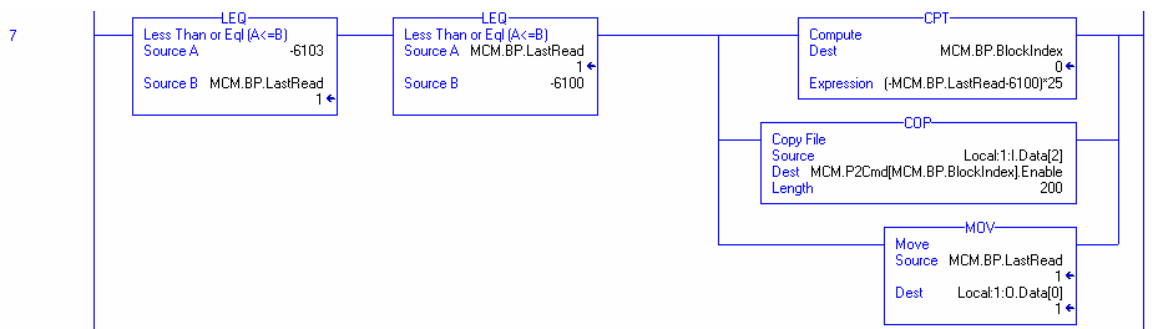 7
LEQ
Less Than or Eql (A<=B)
Source A -6103
Source B MCM.BP.LastRead
1
LEQ
Less Than or Eql (A<=B)
Source A MCM.BP.LastRead
1
Source B -6100
CPT
Compute
Dest MCM.BP.BlockIndex
0
Expression (-MCM.BP.LastRead-6100)*25
COP
Copy File
Source Local:1:I.Data[2]
Dest MCM.P2Cmd[MCM.BP.BlockIndex].Enable
Length 200
MOV
Move
Source MCM.BP.LastRead
1
Dest Local:1:O.Data[0]
1